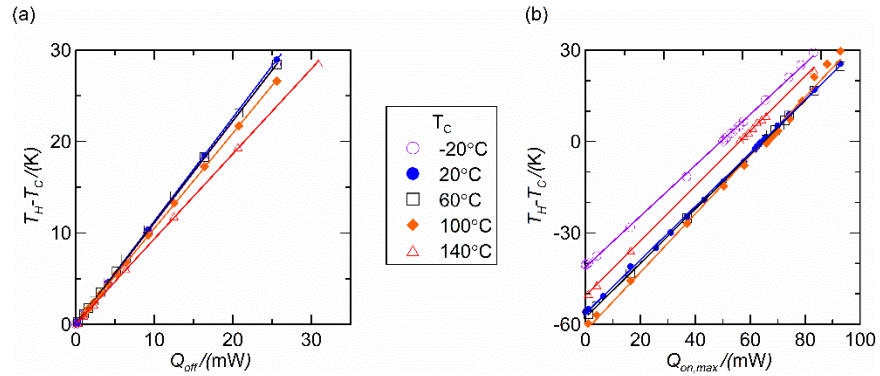 (a)
30
20
10
0
0
10
20
30
T_H-T_C/(K)
Q_off/(mW)
T_C
-20°C
20°C
60°C
100°C
140°C
(b)
30
0
-30
-60
0
20
40
60
80
100
T_H-T_C/(K)
Q_on,max/(mW)